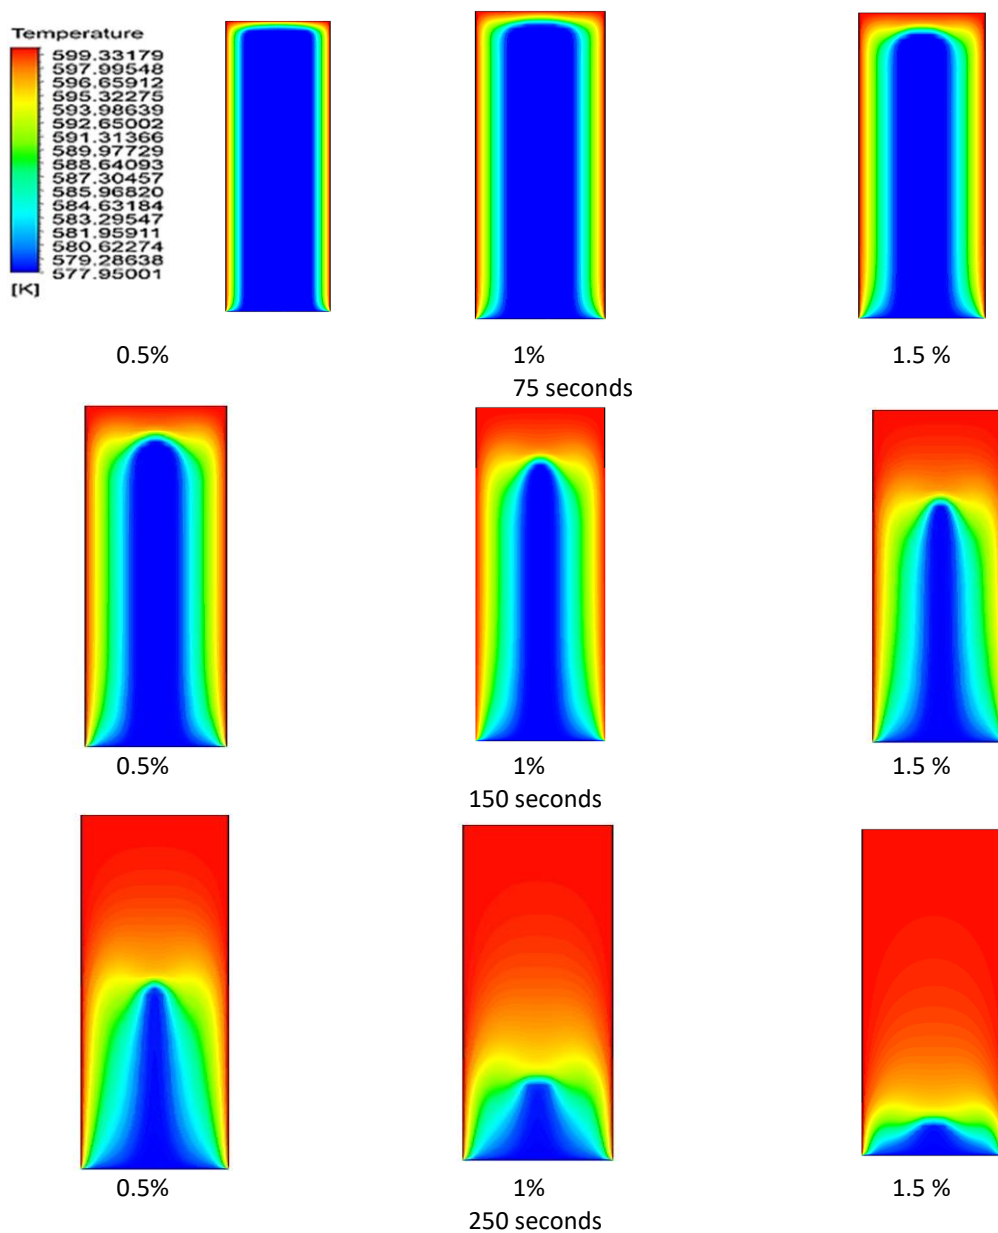 Temperature
599.33179
597.99548
596.65912
595.32275
593.98639
592.65002
591.31366
589.97729
588.64093
587.30457
585.96820
584.63184
583.29547
581.95911
580.62274
579.28638
577.95001
[K]
0.5% 1% 1.5 %
75 seconds
0.5% 1% 1.5 %
150 seconds
0.5% 1% 1.5 %
250 seconds